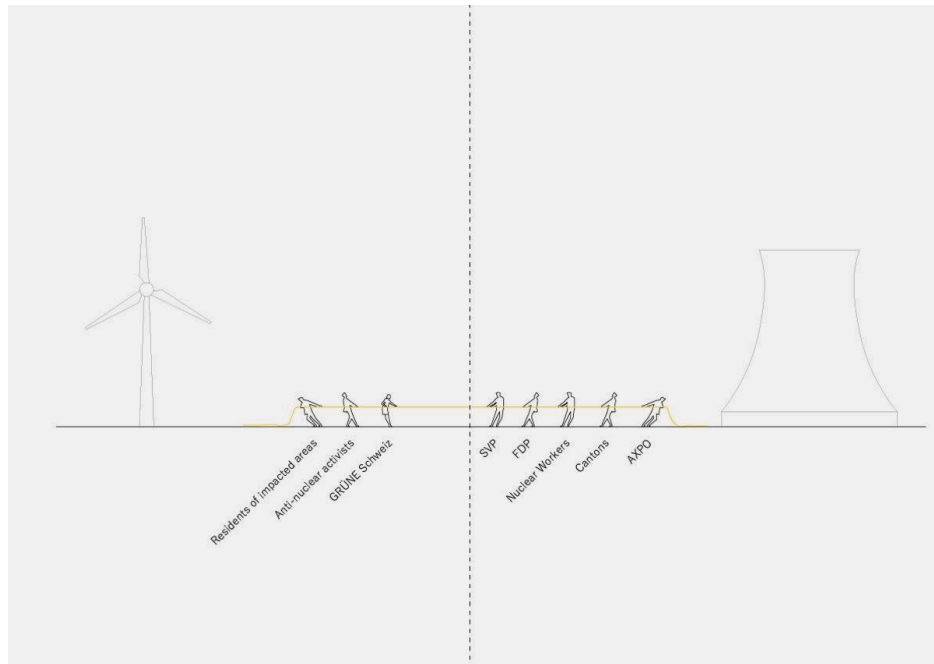 Residents of impacted areas
Anti-nuclear activists
GRÜNE Schweiz
SVP
FDP
Nuclear Workers
Cantons
AXPO